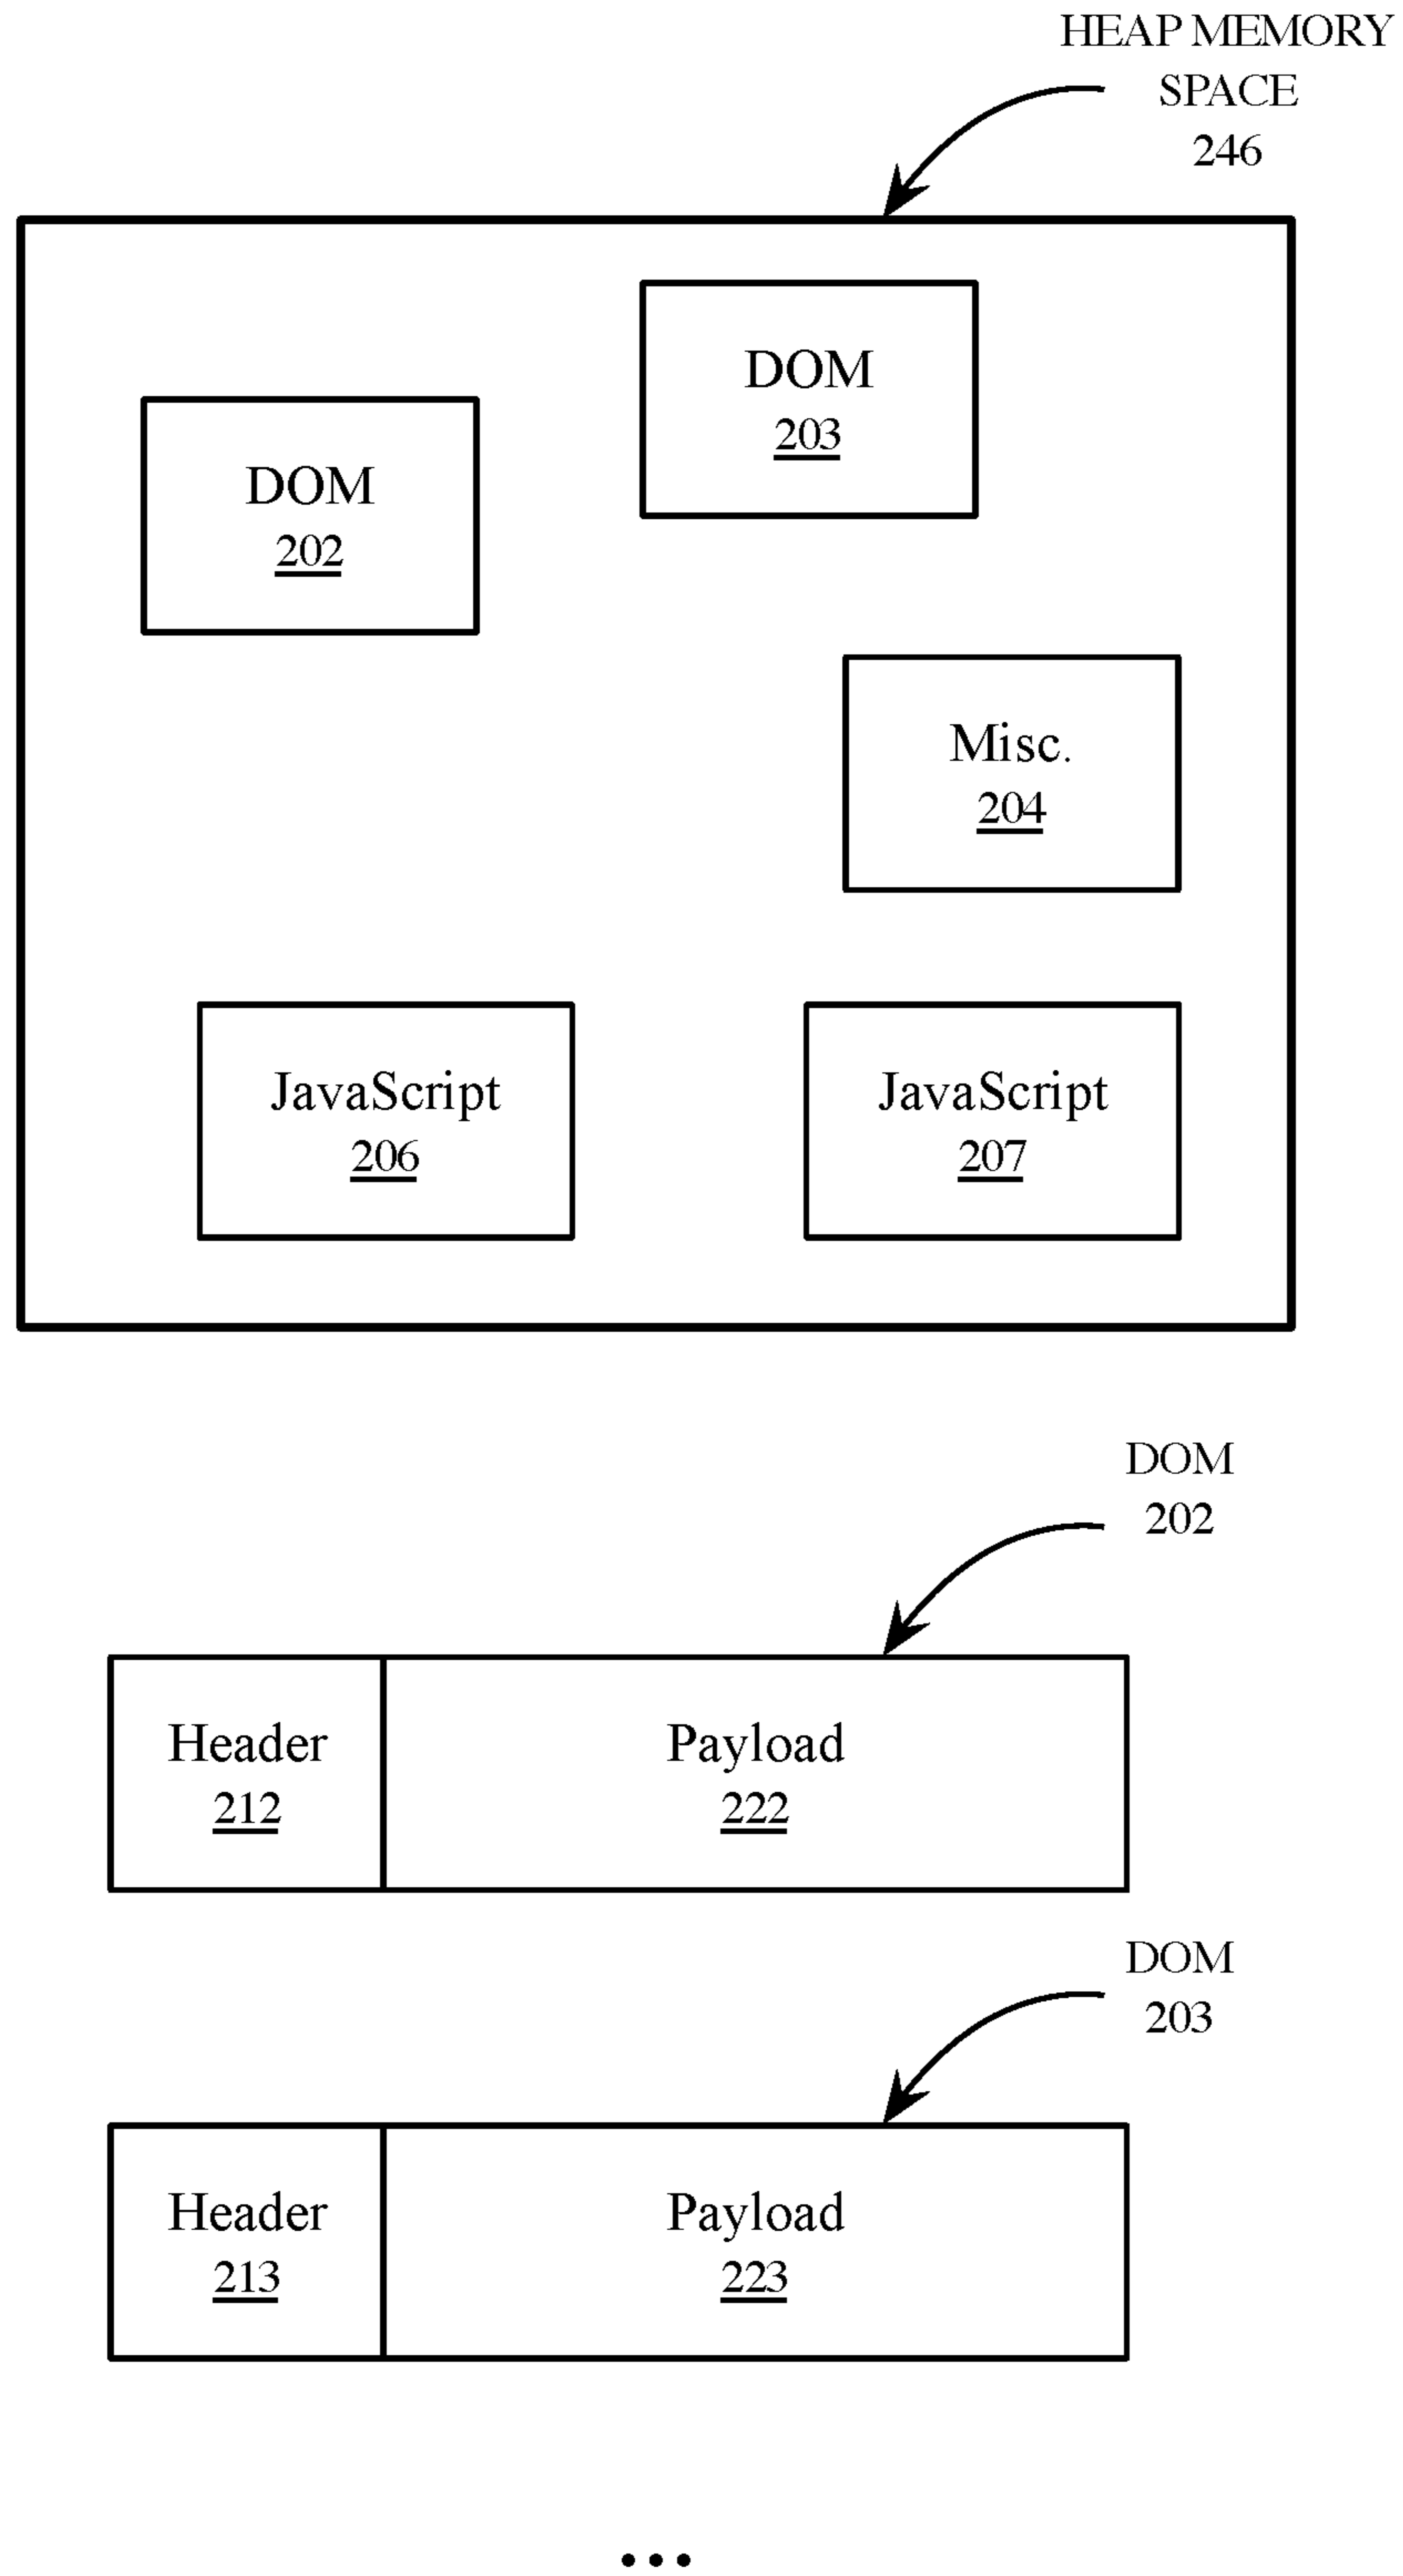 HEAP MEMORY
SPACE
246
DOM
203
DOM
202
Misc.
204
JavaScript
206
JavaScript
207
DOM
202
Header
212
Payload
222
DOM
203
Header
213
Payload
223
...